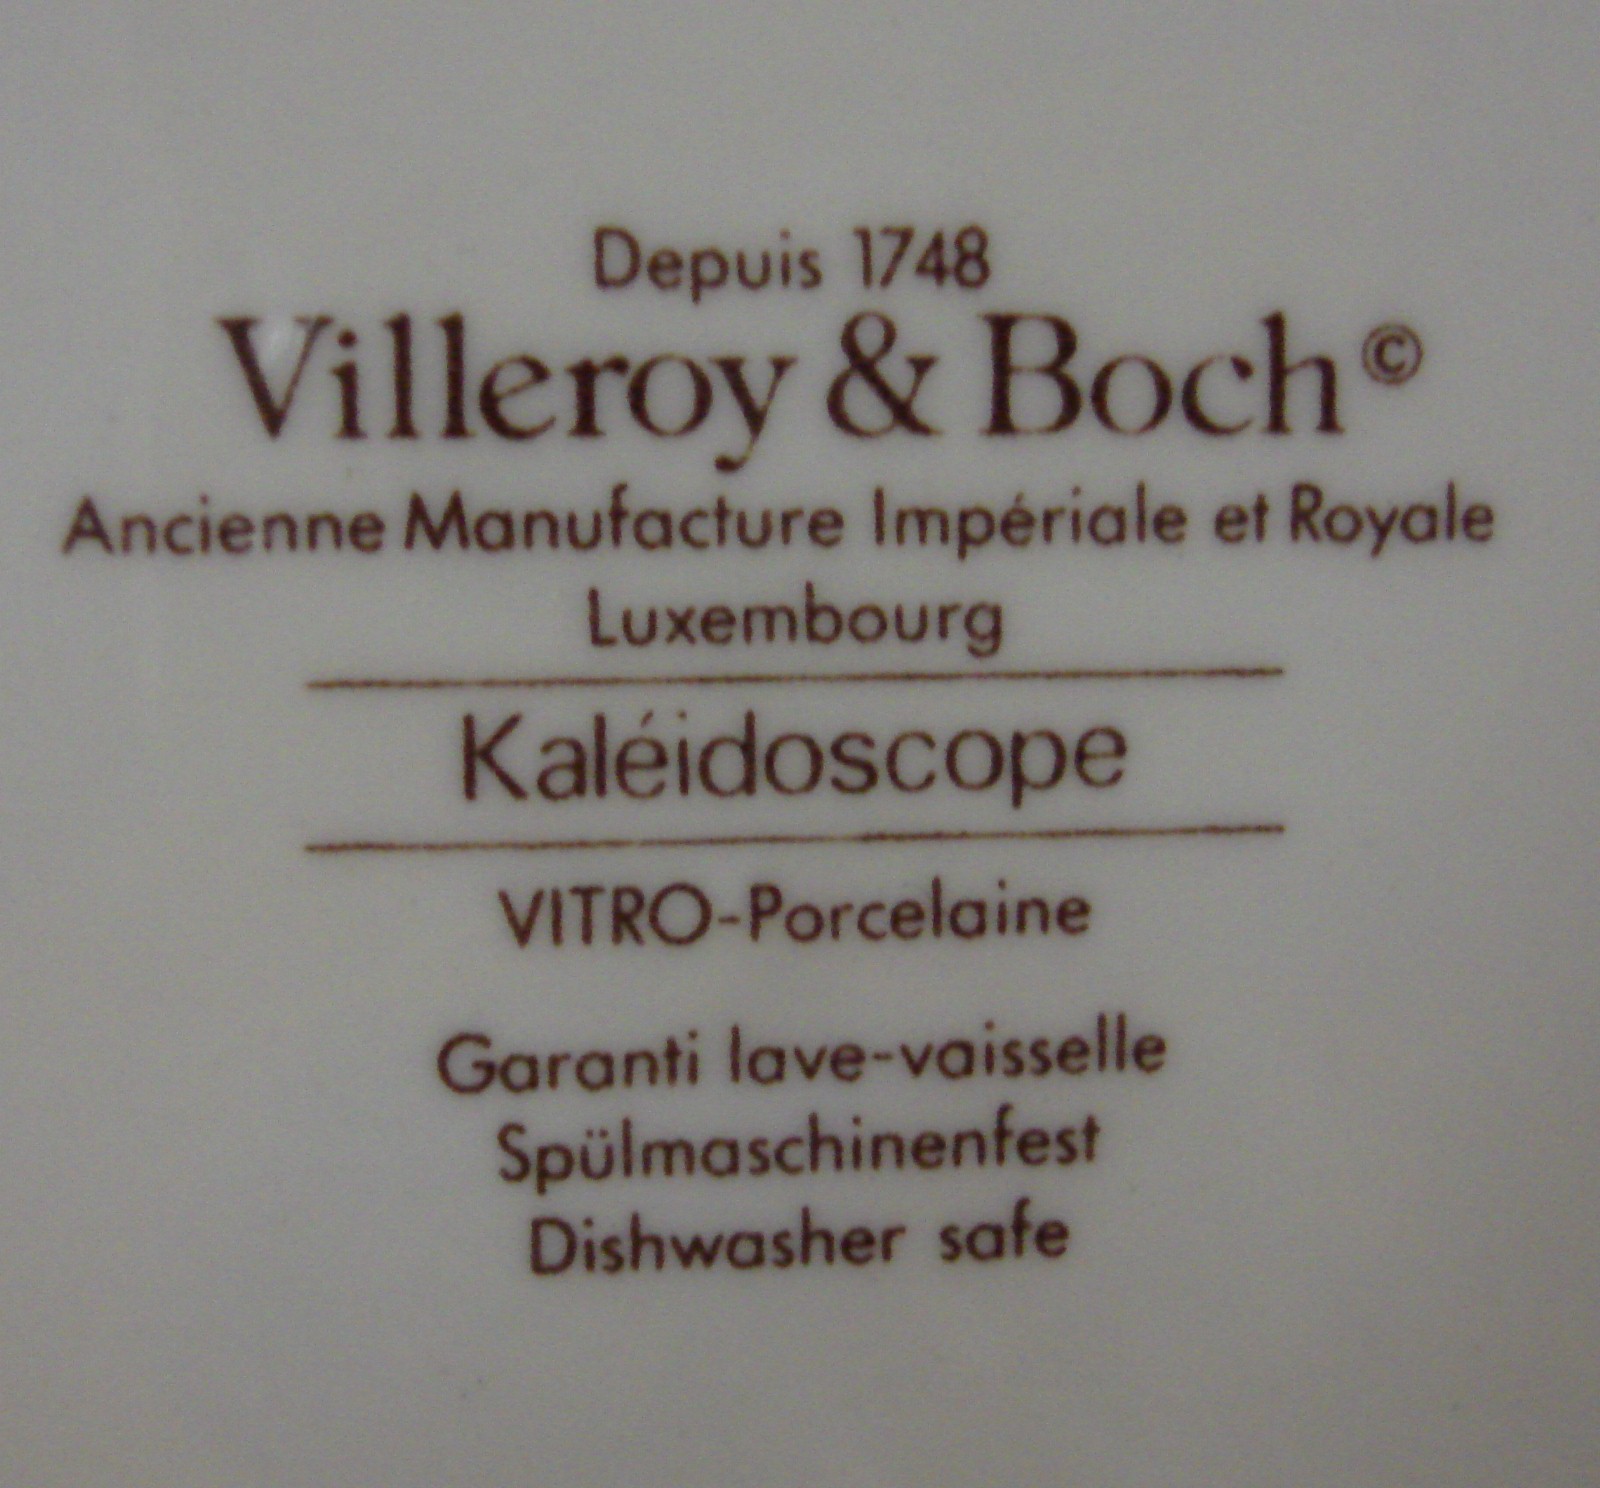 Depuis 1748
Villeroy & Boch©
Ancienne Manufacture Impériale et Royale
Luxembourg
Kaléidoscope
VITRO-Porcelaine
Garanti lave-vaisselle
Spülmaschinenfest
Dishwasher safe